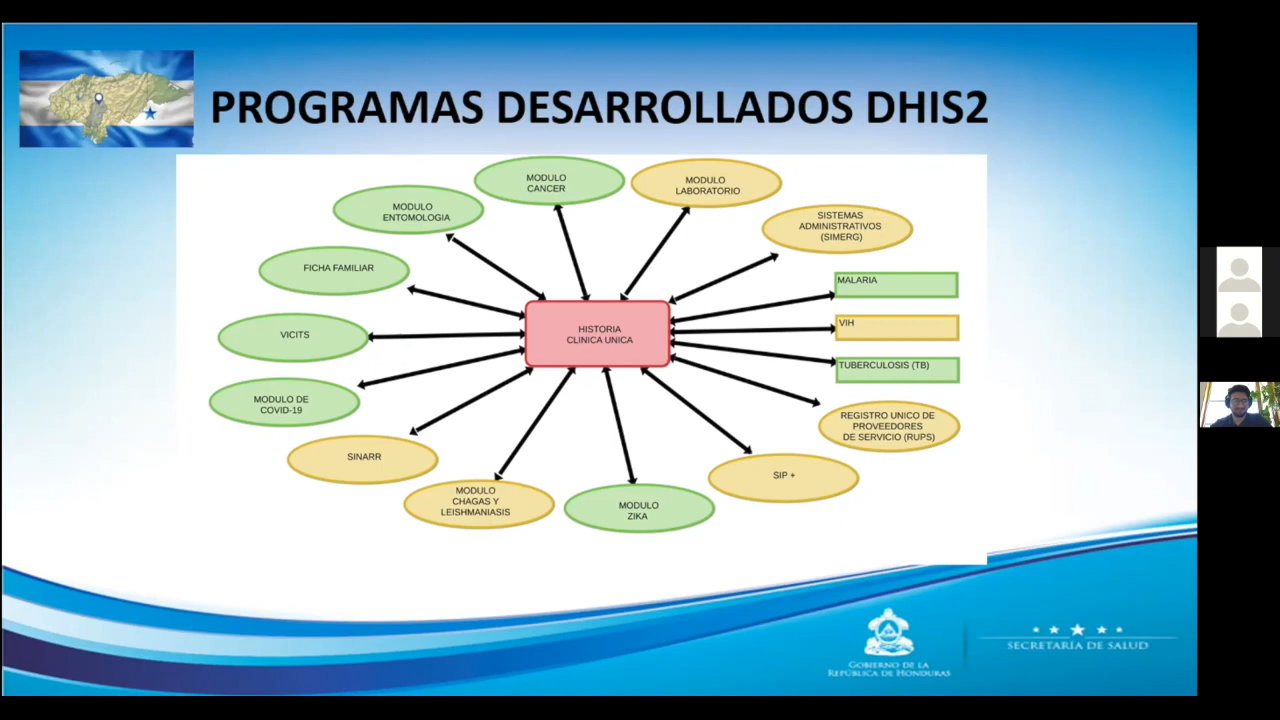 PROGRAMAS DESARROLLADOS DHIS2
MODULO
CANCER
MODULO
LABORATORIO
MODULO
ENTOMOLOGIA
SISTEMAS
ADMINISTRATIVOS
(SIMERG)
FICHA FAMILIAR
MALARIA
VICITS
HISTORIA
CLINICA UNICA
VIH
TUBERCULOSIS (TB)
MODULO DE
COVID-19
REGISTRO UNICO DE
PROVEEDORES
DE SERVICIO (RUPS)
SINARR
SIP +
MODULO
CHAGAS Y
LEISHMANIASIS
MODULO
ZIKA
GOBIERNO DE LA
REPÚBLICA DE HONDURAS
SECRETARÍA DE SALUD